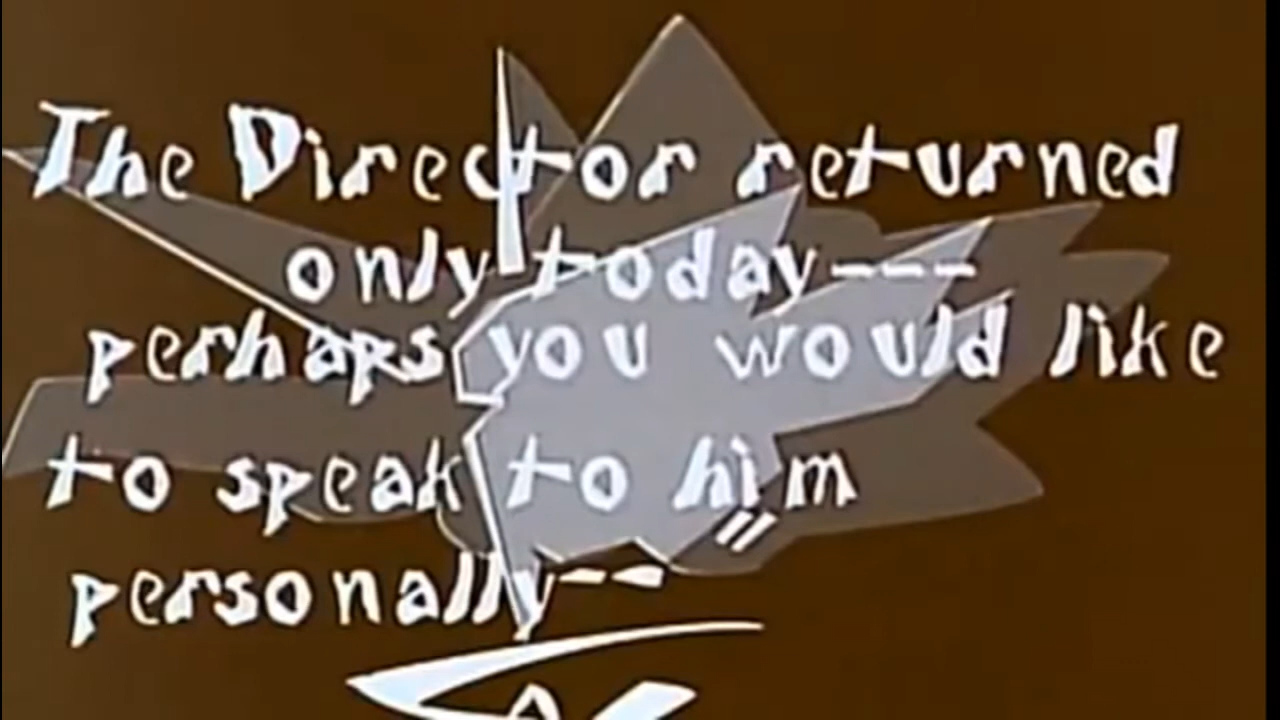 The Director returned
only today---
perhaps you would like
to speak to him
personally--"